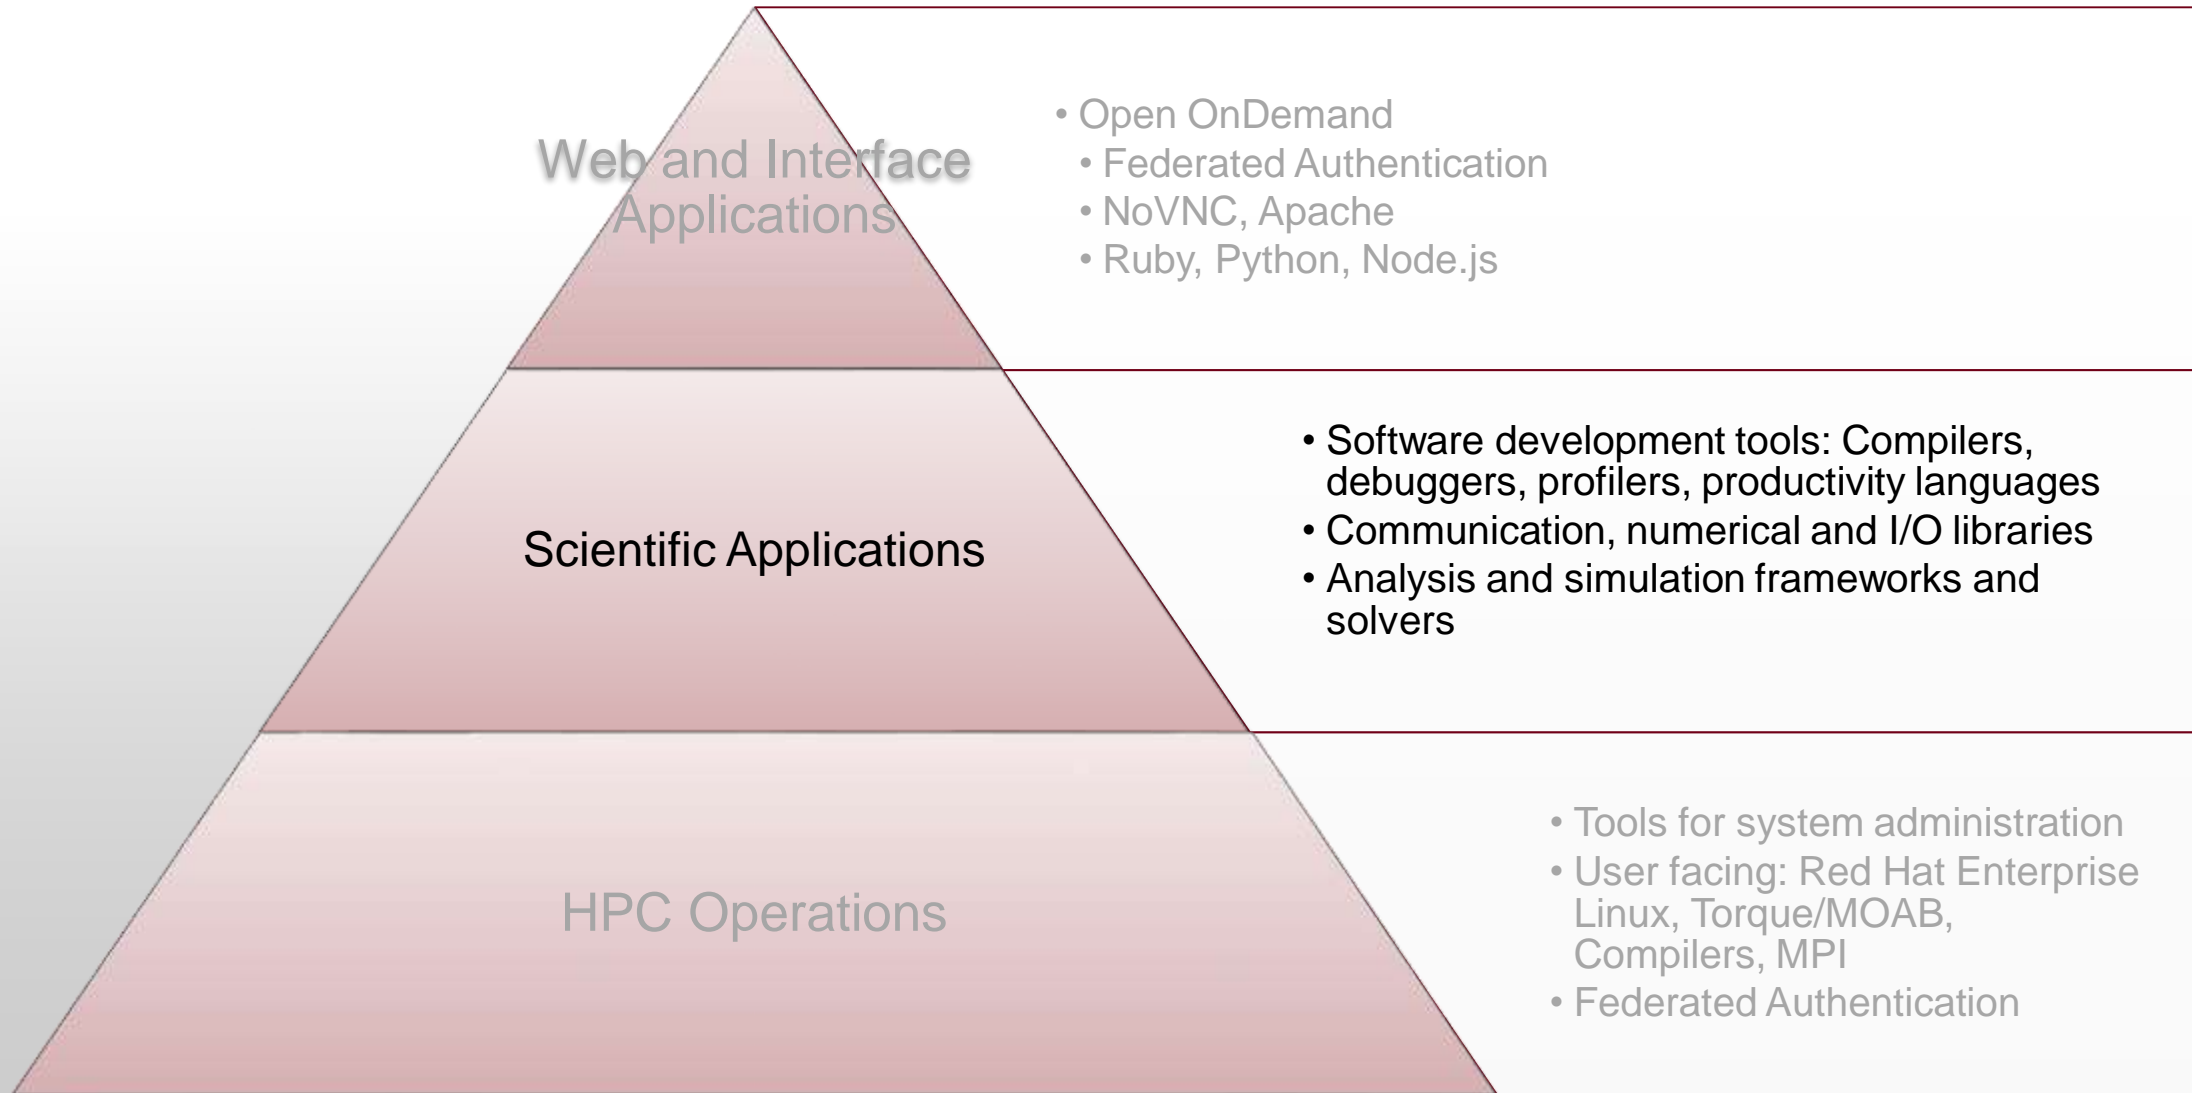 Web and Interface
Applications
• Open OnDemand
• Federated Authentication
• NoVNC, Apache
• Ruby, Python, Node.js
Scientific Applications
• Software development tools: Compilers,
debuggers, profilers, productivity languages
• Communication, numerical and I/O libraries
• Analysis and simulation frameworks and
solvers
HPC Operations
• Tools for system administration
• User facing: Red Hat Enterprise
Linux, Torque/MOAB,
Compilers, MPI
• Federated Authentication